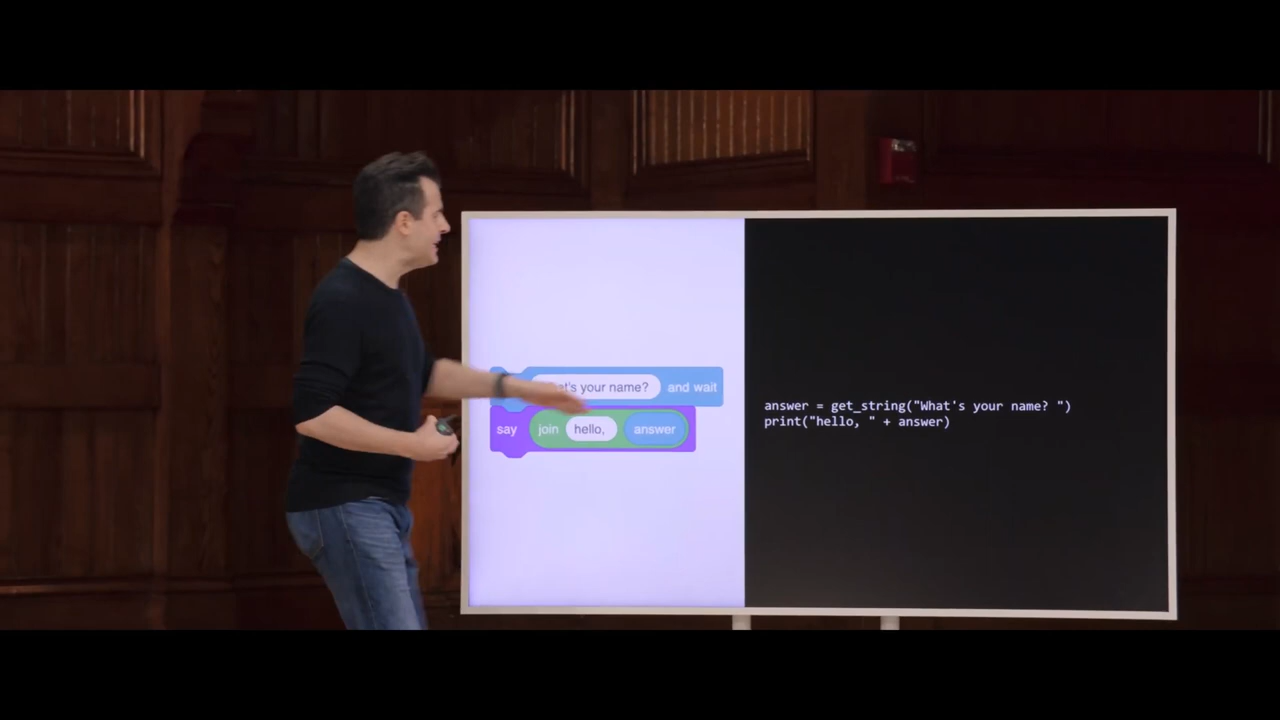 your name? and wait
say join hello, answer
answer = get_string("What's your name? ")
print("hello, " + answer)